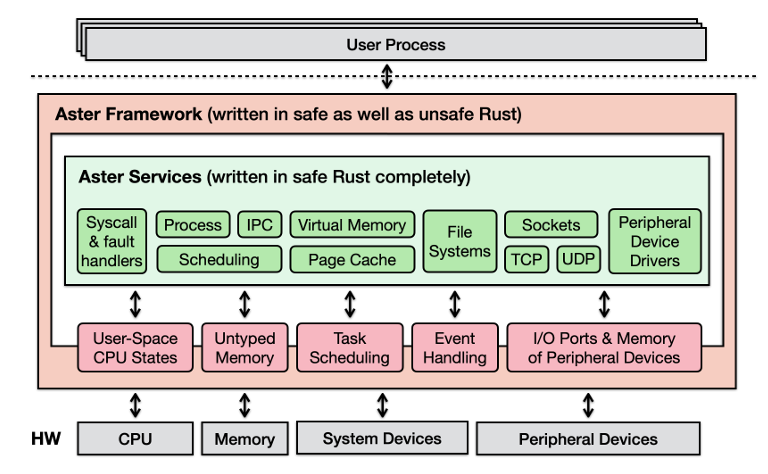 User Process
Aster Framework (written in safe as well as unsafe Rust)
Aster Services (written in safe Rust completely)
Syscall
& fault
handlers
Process
IPC
Scheduling
Virtual Memory
Page Cache
File
Systems
Sockets
TCP
UDP
Peripheral
Device
Drivers
User-Space
CPU States
Untyped
Memory
Task
Scheduling
Event
Handling
I/O Ports & Memory
of Peripheral Devices
HW
CPU
Memory
System Devices
Peripheral Devices